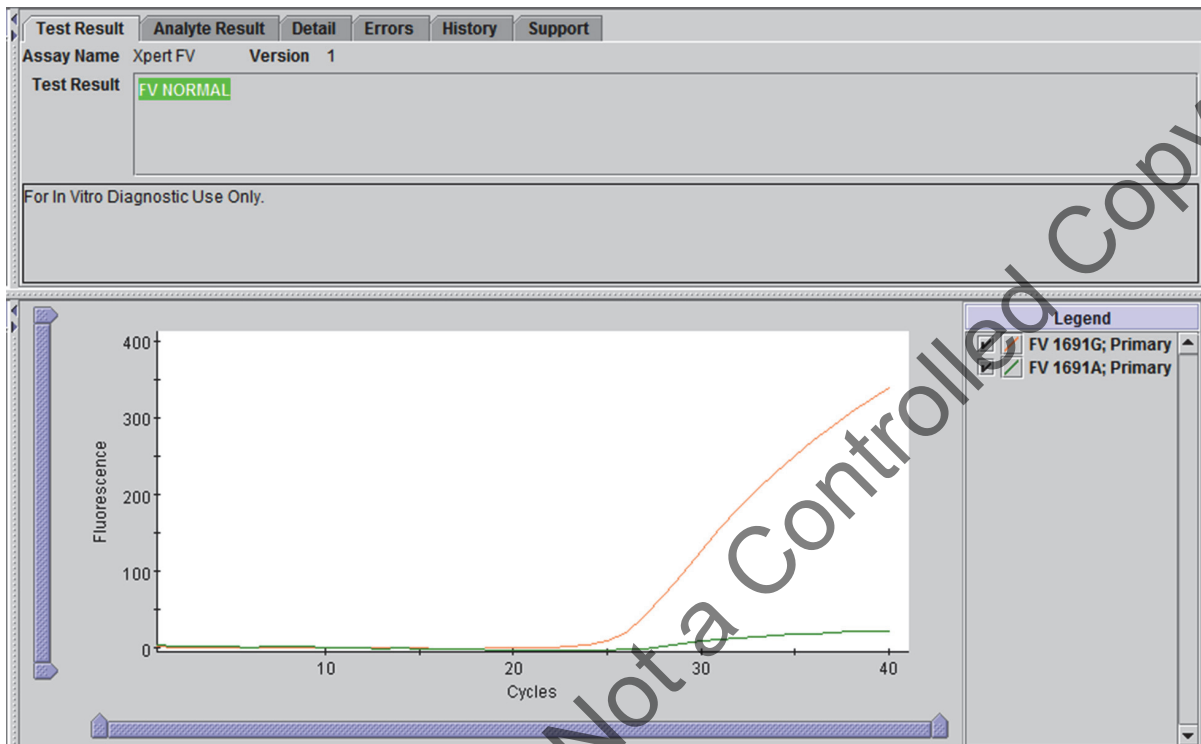 Test Result Analyte Result Detail Errors History Support
Assay Name Xpert FV Version 1
Test Result FV NORMAL
For In Vitro Diagnostic Use Only.
Legend
FV 1691G; Primary
FV 1691A; Primary
400
300
200
100
0
Fluorescence
10 20 30 40
Cycles
Not a Controlled Copy